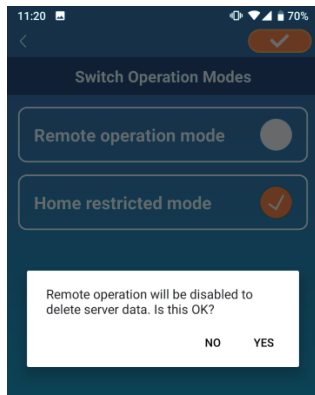 11:20 70%
Switch Operation Modes
Remote operation mode
Home restricted mode
Remote operation will be disabled to
delete server data. Is this OK?
NO YES